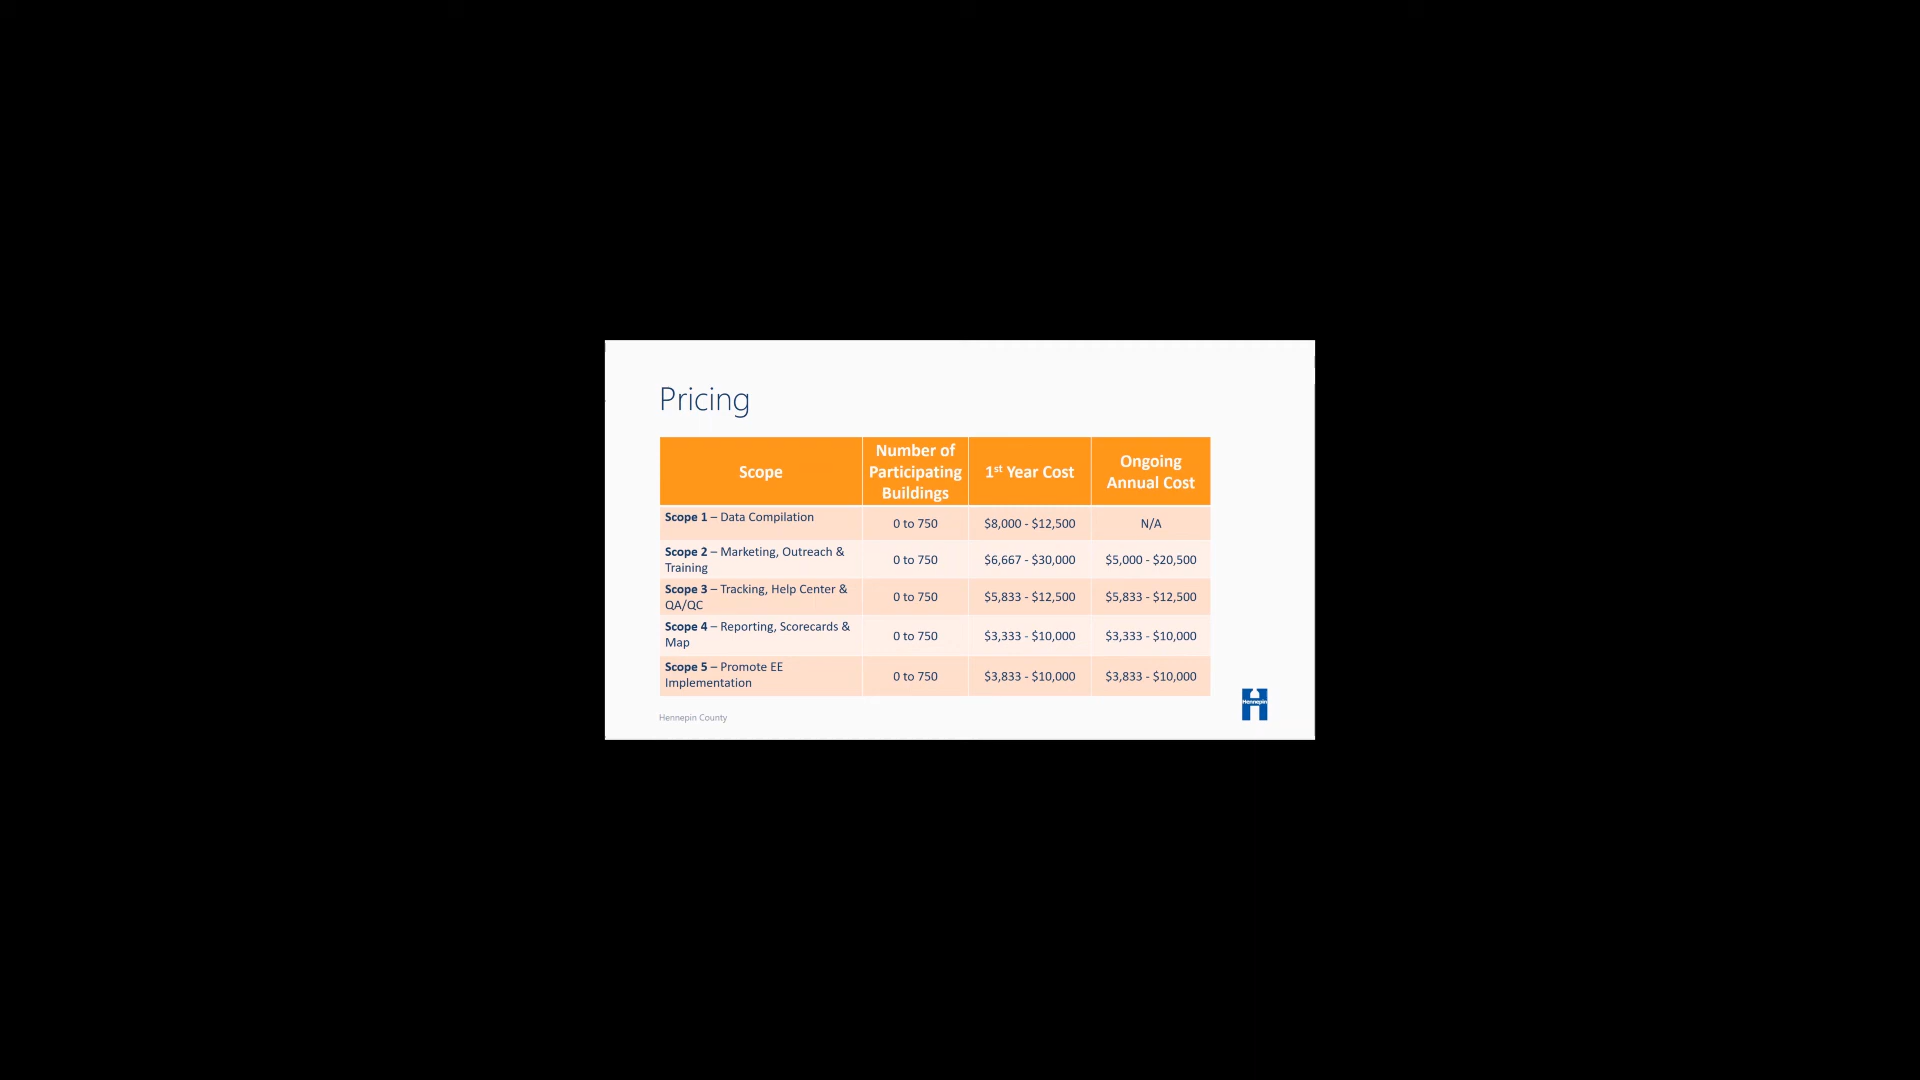 Pricing
Scope
Number of
Participating
Buildings
1st Year Cost
Ongoing
Annual Cost
Scope 1 – Data Compilation
0 to 750
$8,000 - $12,500
N/A
Scope 2 – Marketing, Outreach &
Training
0 to 750
$6,667 - $30,000
$5,000 - $20,500
Scope 3 – Tracking, Help Center &
QA/QC
0 to 750
$5,833 - $12,500
$5,833 - $12,500
Scope 4 – Reporting, Scorecards &
Map
0 to 750
$3,333 - $10,000
$3,333 - $10,000
Scope 5 – Promote EE
Implementation
0 to 750
$3,833 - $10,000
$3,833 - $10,000
Hennepin County
Hennepin